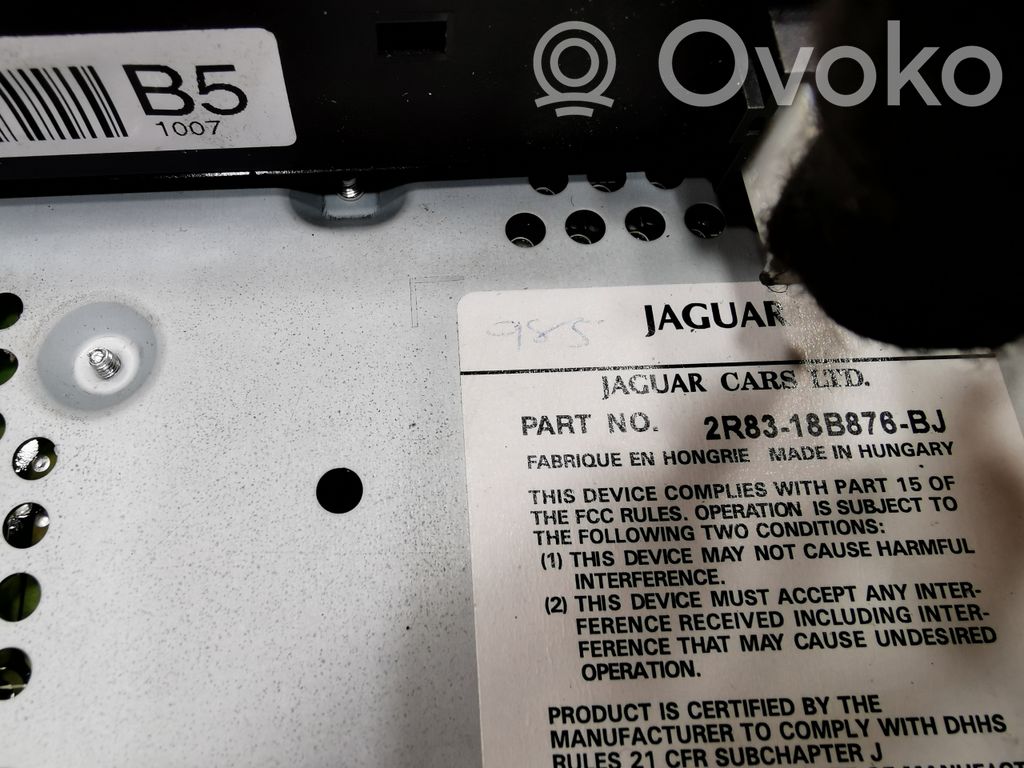 Ovoko
B5
1007
985
JAGUAR
JAGUAR CARS LTD.
PART NO. 2R83-18B876-BJ
FABRIQUE EN HONGRIE MADE IN HUNGARY
THIS DEVICE COMPLIES WITH PART 15 OF
THE FCC RULES. OPERATION IS SUBJECT TO
THE FOLLOWING TWO CONDITIONS:
(1) THIS DEVICE MAY NOT CAUSE HARMFUL
INTERFERENCE.
(2) THIS DEVICE MUST ACCEPT ANY INTER-
FERENCE RECEIVED INCLUDING INTER-
FERENCE THAT MAY CAUSE UNDESIRED
OPERATION.
PRODUCT IS CERTIFIED BY THE
MANUFACTURER TO COMPLY WITH DHHS
RULES 21 CFR SUBCHAPTER J